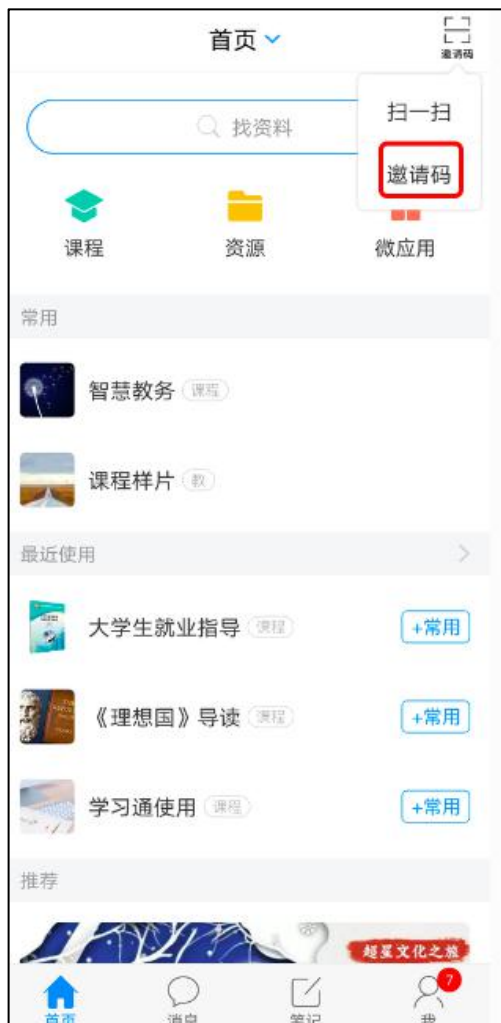 首页
邀请码
扫一扫
找资料
邀请码
课程
资源
微应用
常用
智慧教务 课程
课程样片 教
最近使用
大学生就业指导 课程 +常用
《理想国》导读 课程 +常用
学习通使用 课程 +常用
推荐
超星文化之旅
7
首页
消息
笔记
我